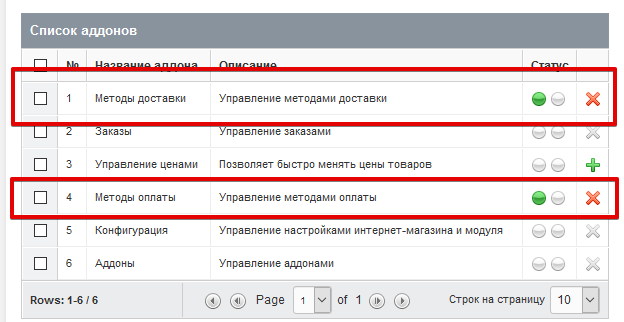 Список аддонов
№ Название аддона Описание Статус
1 Методы доставки Управление методами доставки
2 Заказы Управление заказами
3 Управление ценами Позволяет быстро менять цены товаров
4 Методы оплаты Управление методами оплаты
5 Конфигурация Управление настройками интернет-магазина и модуля
6 Аддоны Управление аддонами
Rows: 1-6 / 6 Page 1 of 1 Строк на страницу 10